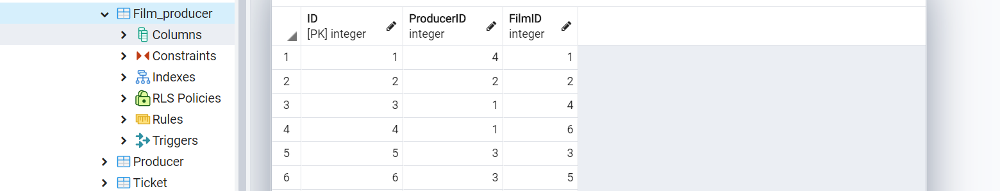 Film_producer
Columns
Constraints
Indexes
RLS Policies
Rules
Triggers
Producer
Ticket
ID ProducerID FilmID
[PK] integer integer integer
1 1 4 1
2 2 2 2
3 3 1 4
4 4 1 6
5 5 3 3
6 6 3 5